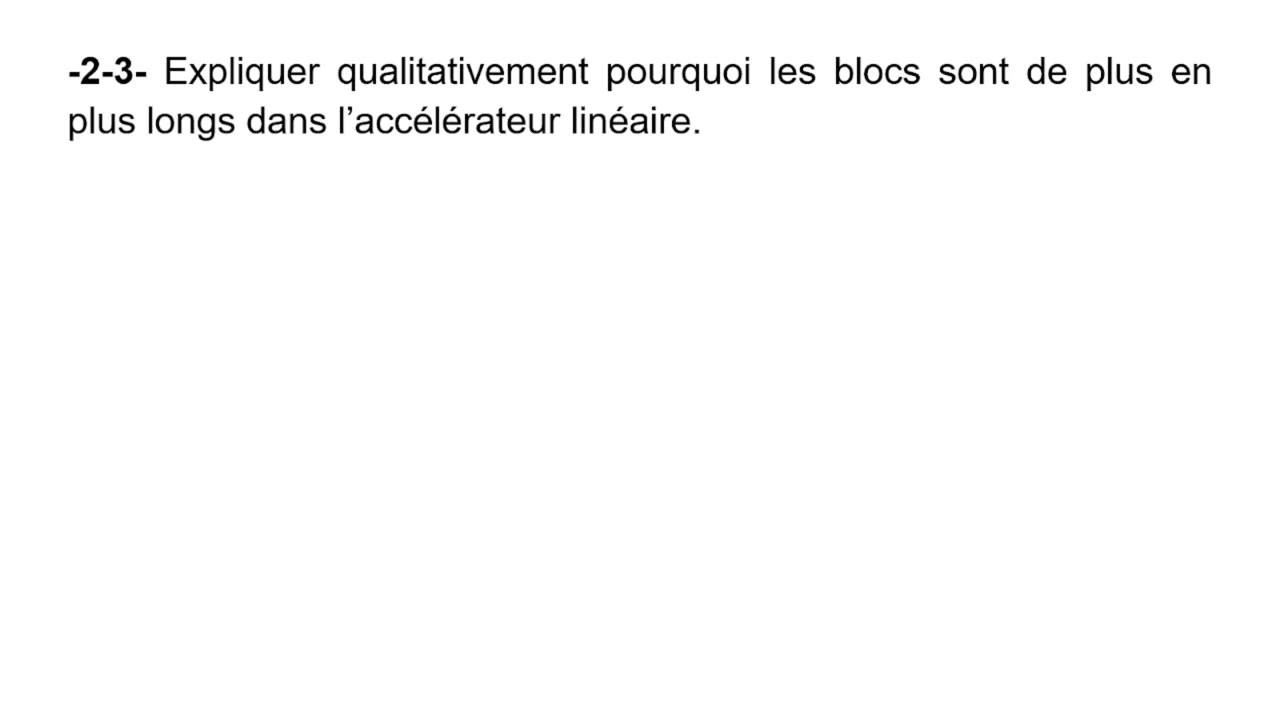 -2-3- Expliquer qualitativement pourquoi les blocs sont de plus en
plus longs dans l’accélérateur linéaire.